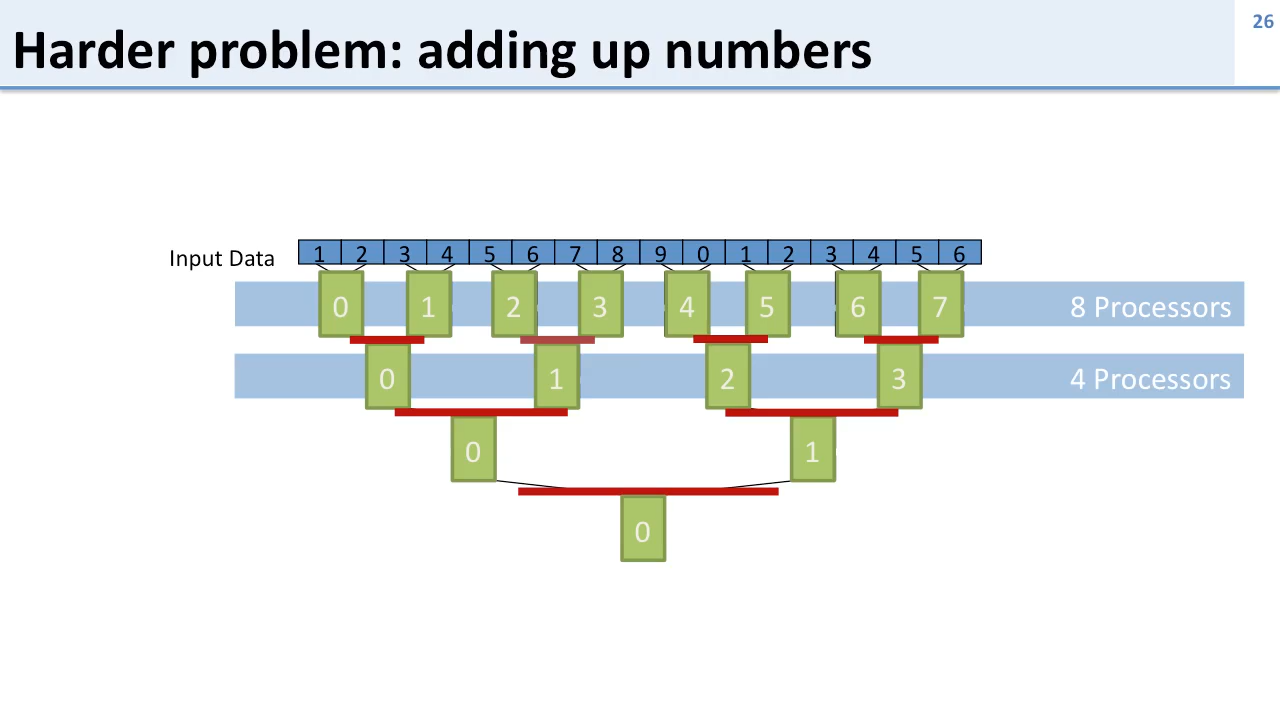 26
Harder problem: adding up numbers
Input Data 1 2 3 4 5 6 7 8 9 0 1 2 3 4 5 6
0 1 2 3 4 5 6 7 8 Processors
0 1 2 3 4 Processors
0 1
0